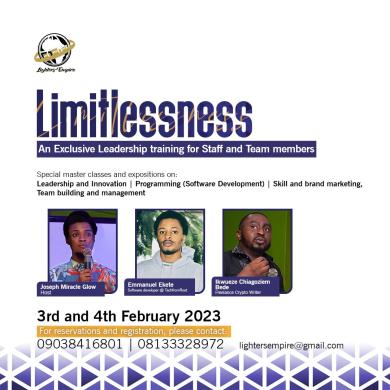 Lighters Empire
Limitlessness
An Exclusive Leadership training for Staff and Team members
Special master classes and expositions on:
Leadership and Innovation | Programming (Software Development) | Skill and brand marketing,
Team building and management
Joseph Miracle Glow
Host
Emmanuel Ekete
Software developer @ TechFortHost
Ikwueze Chiagoziem
Bede
Freelance Crypto Writer
3rd and 4th February 2023
For reservations and registration, please contact:
09038416801 | 08133328972
lightersempire@gmail.com